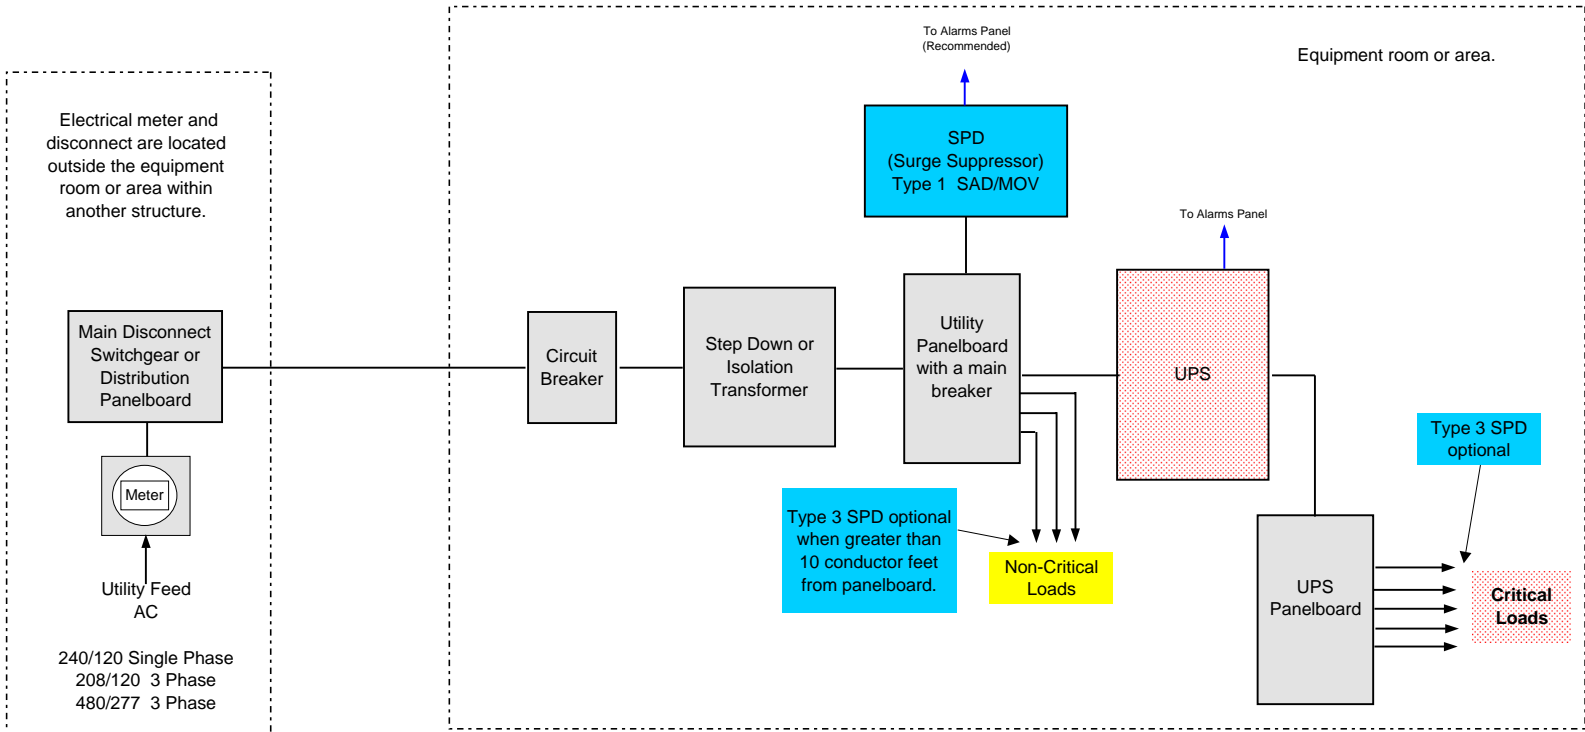 To Alarms Panel
(Recommended)
Equipment room or area.
Electrical meter and
disconnect are located
outside the equipment
room or area within
another structure.
SPD
(Surge Suppressor)
Type 1  SAD/MOV
To Alarms Panel
Main Disconnect
Switchgear or
Distribution
Panelboard
Circuit
Breaker
Step Down or
Isolation
Transformer
Utility
Panelboard
with a main
breaker
UPS
Type 3 SPD
optional
Meter
Type 3 SPD optional
when greater than
10 conductor feet
from panelboard.
Non-Critical
Loads
UPS
Panelboard
Critical
Loads
Utility Feed
AC
240/120 Single Phase
208/120  3 Phase
480/277  3 Phase